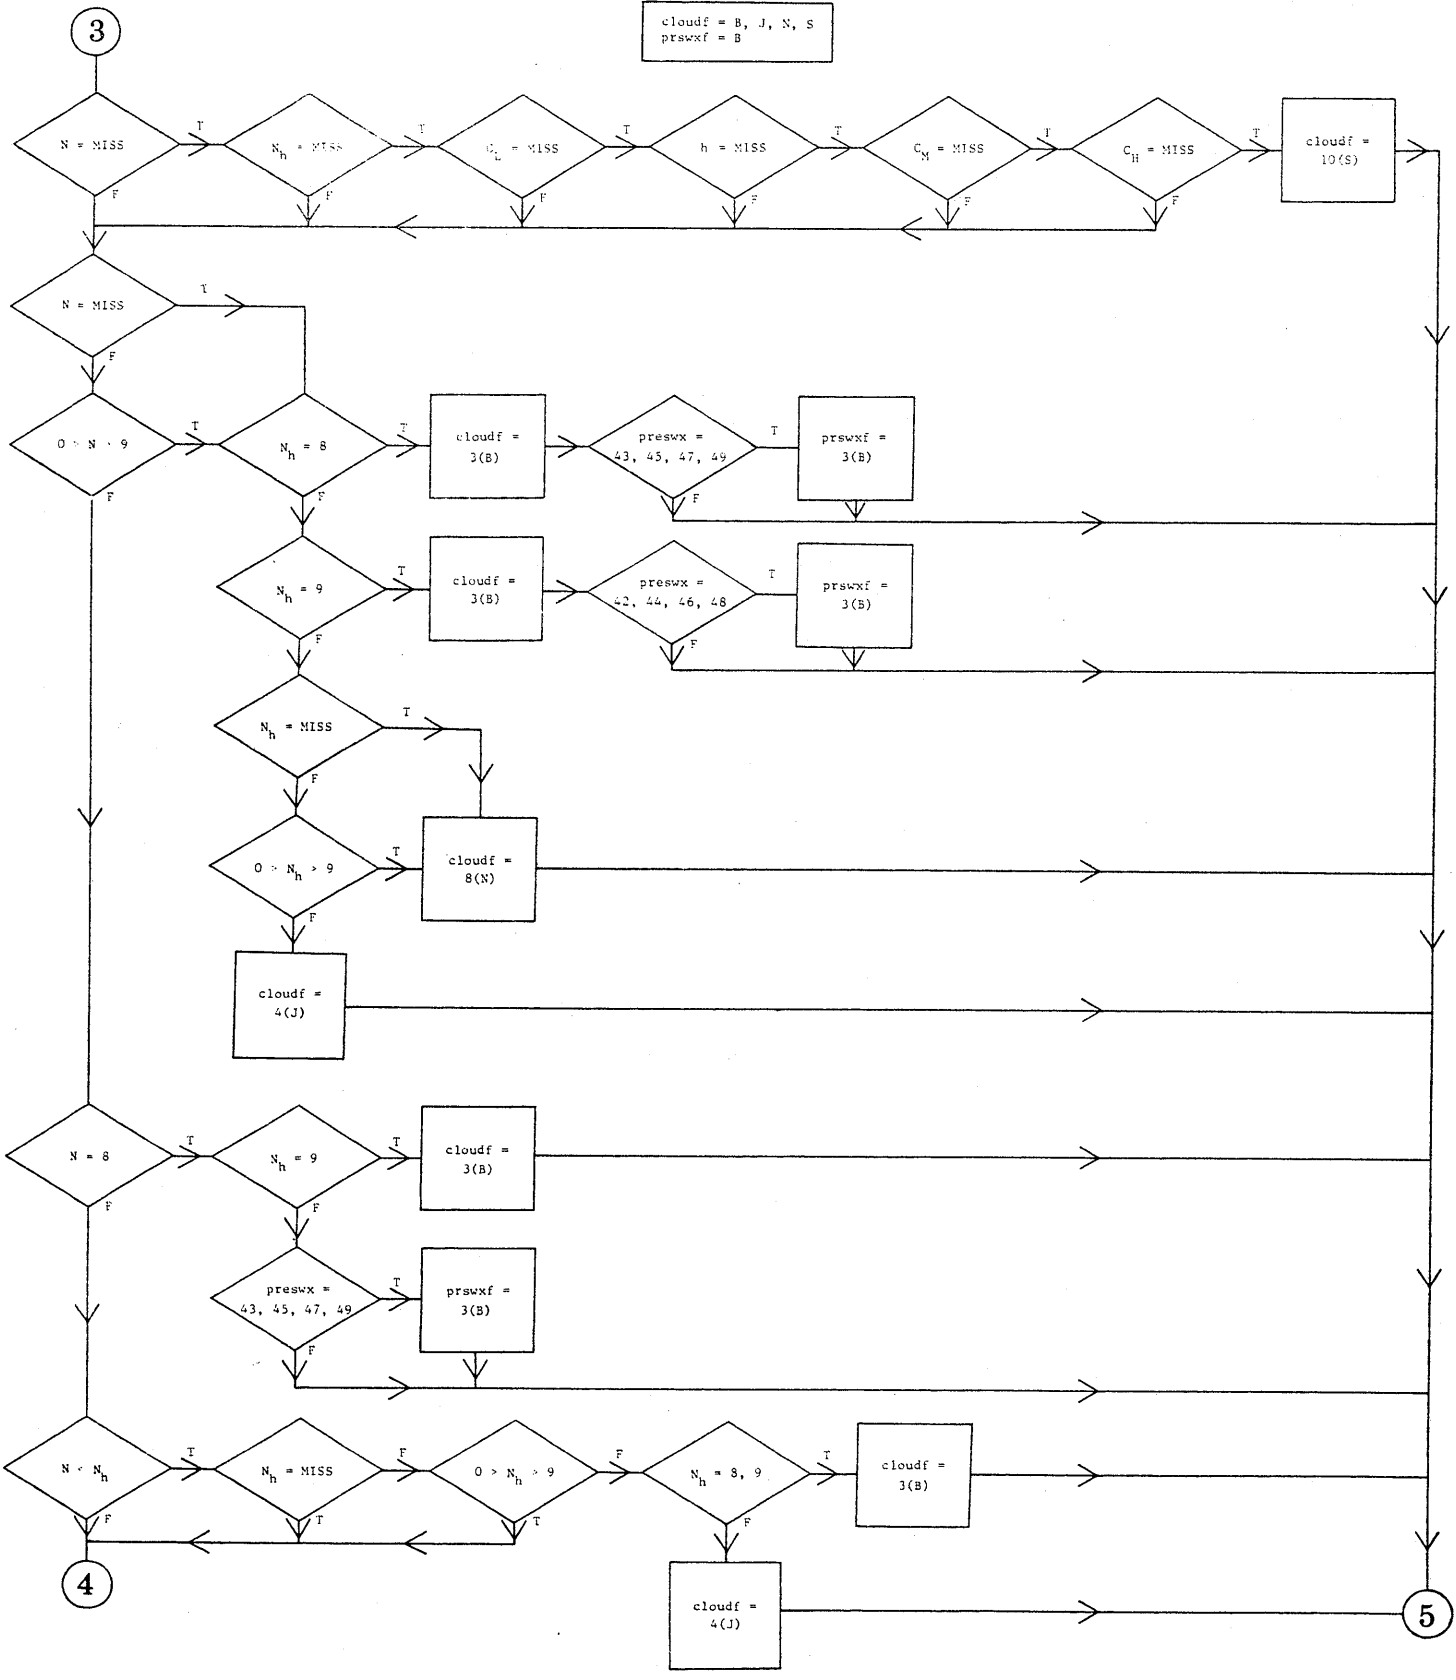 3
cloudf = B, J, N, S
prswxf = B
N = MISS
T
F
N_h = MISS
T
F
C_L = MISS
T
F
h = MISS
T
F
C_M = MISS
T
F
C_H = MISS
T
F
cloudf =
10(S)
N = MISS
T
F
0 > N > 9
T
F
N_h = 8
T
F
cloudf =
3(B)
preswx =
43, 45, 47, 49
T
F
prswxf =
3(B)
N_h = 9
T
F
cloudf =
3(B)
preswx =
42, 44, 46, 48
T
F
prswxf =
3(B)
N_h = MISS
T
F
0 > N_h > 9
T
F
cloudf =
8(N)
cloudf =
4(J)
N = 8
T
F
N_h = 9
T
F
cloudf =
3(B)
preswx =
43, 45, 47, 49
T
F
prswxf =
3(B)
N < N_h
T
F
N_h = MISS
F
T
0 > N_h > 9
F
T
N_h = 8, 9
T
F
cloudf =
3(B)
4
cloudf =
4(J)
5